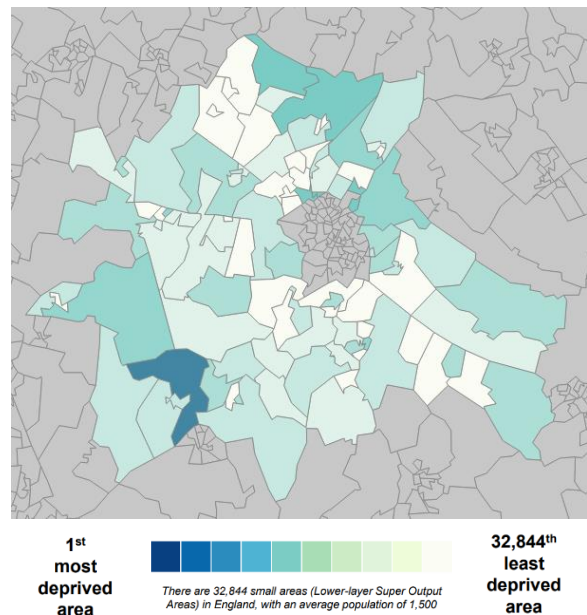 1st
most
deprived
area
32,844th
least
deprived
area
There are 32,844 small areas (Lower-layer Super Output
Areas) in England, with an average population of 1,500